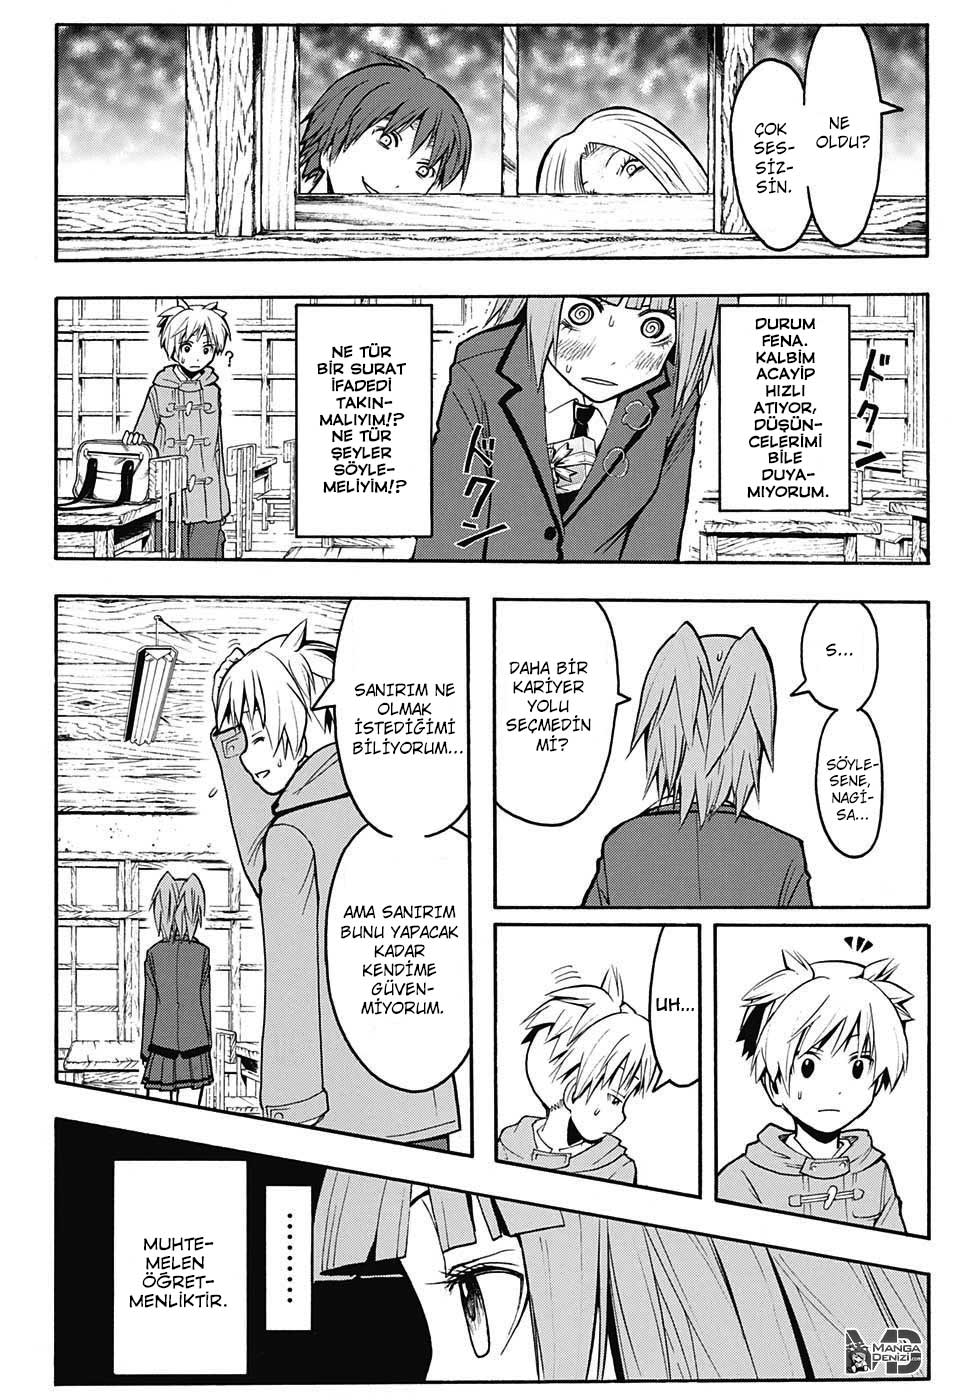 NE
OLDU?
ÇOK
SES-
SİZ-
SİN.
DURUM
FENA.
KALBİM
ACAYİP
HIZLI
ATIYOR,
DÜŞÜN-
CELERİMİ
BİLE
DUYA-
MIYORUM.
ドクン
ドクン
NE TÜR
BİR SURAT
İFADEDİ
TAKIN-
MALIYIM!?
NE TÜR
ŞEYLER
SÖYLE-
MELİYİM!?
?
S...
SÖYLE-
SENE,
NAGİ-
SA...
DAHA BİR
KARİYER
YOLU
SEÇMEDİN
Mİ?
UH...
SANIRIM NE
OLMAK
İSTEDİĞİMİ
BİLİYORUM...
AMA SANIRIM
BUNU YAPACAK
KADAR
KENDİME
GÜVEN-
MİYORUM.
.........
MUHTE-
MELEN
ÖĞRET-
MENLİKTİR.
MD
MANGA
DENİZİ